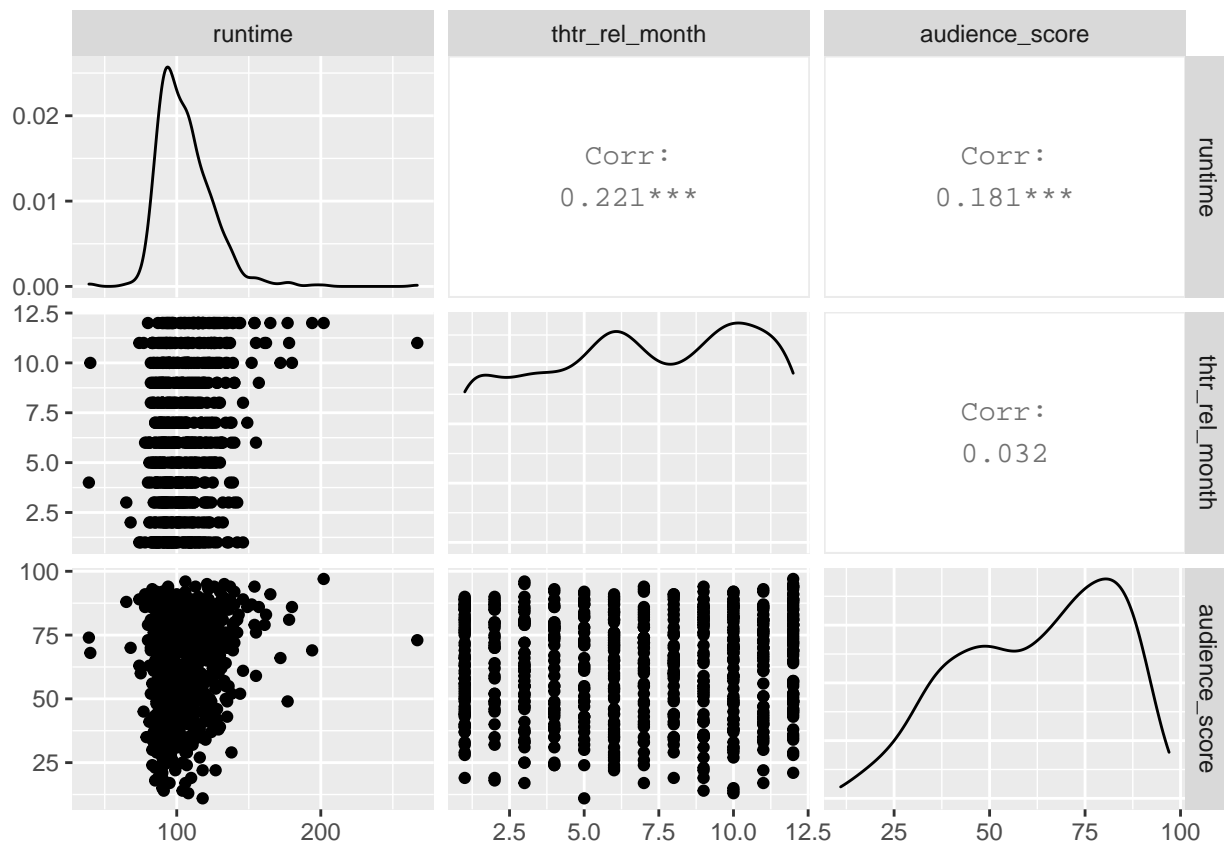 runtime
thtr_rel_month
audience_score
0.02
0.01
0.00
Corr:
0.221***
Corr:
0.181***
runtime
12.5
10.0
7.5
5.0
2.5
Corr:
0.032
thtr_rel_month
100
75
50
25
audience_score
100
200
2.5
5.0
7.5
10.0
12.5
25
50
75
100